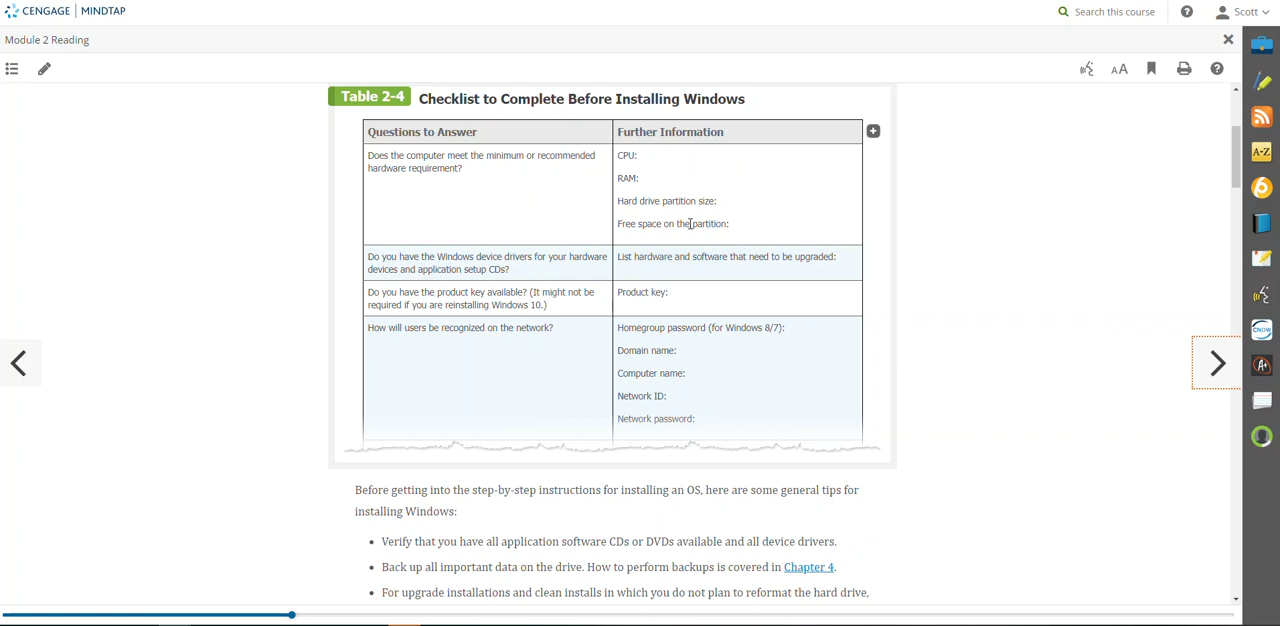 CENGAGE | MINDTAP
Search this course
Scott
Module 2 Reading
AA
Table 2-4 Checklist to Complete Before Installing Windows
Questions to Answer
Further Information
Does the computer meet the minimum or recommended
hardware requirement?
CPU:
RAM:
Hard drive partition size:
Free space on the partition:
Do you have the Windows device drivers for your hardware
devices and application setup CDs?
List hardware and software that need to be upgraded:
Do you have the product key available? (It might not be
required if you are reinstalling Windows 10.)
Product key:
How will users be recognized on the network?
Homegroup password (for Windows 8/7):
Domain name:
Computer name:
Network ID:
Network password:
Before getting into the step-by-step instructions for installing an OS, here are some general tips for
installing Windows:
• Verify that you have all application software CDs or DVDs available and all device drivers.
• Back up all important data on the drive. How to perform backups is covered in Chapter 4.
• For upgrade installations and clean installs in which you do not plan to reformat the hard drive,
A-Z
CNOW
A+